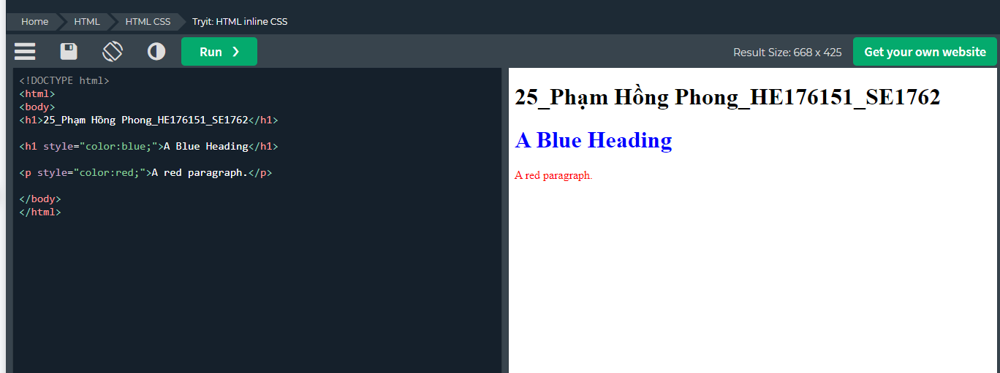 Home HTML HTML CSS Tryit: HTML inline CSS
Run ❯ Result Size: 668 x 425 Get your own website
<!DOCTYPE html>
<html>
<body>
<h1>25_Phạm Hồng Phong_HE176151_SE1762</h1>
<h1 style="color:blue;">A Blue Heading</h1>
<p style="color:red;">A red paragraph.</p>
</body>
</html>
25_Phạm Hồng Phong_HE176151_SE1762
A Blue Heading
A red paragraph.